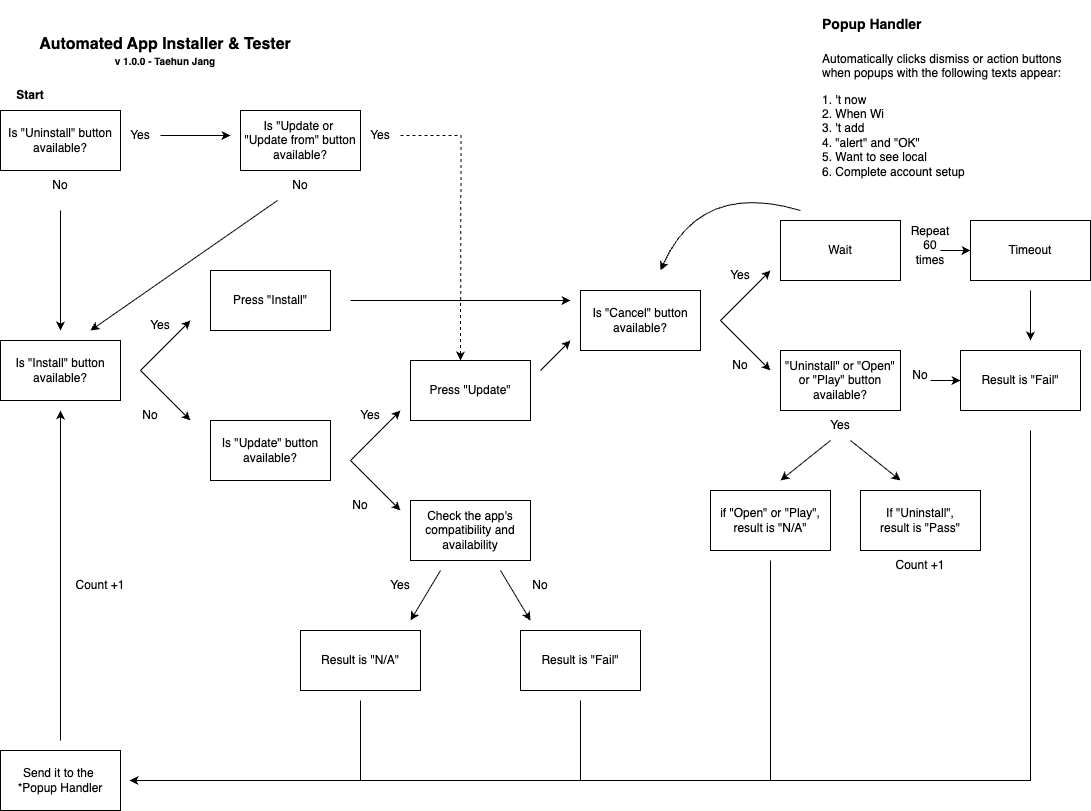 Automated App Installer & Tester
v 1.0.0 - Taehun Jang
Popup Handler
Automatically clicks dismiss or action buttons
when popups with the following texts appear:
1. 't now
2. When Wi
3. 't add
4. "alert" and "OK"
5. Want to see local
6. Complete account setup
Start
Is "Uninstall" button
available?
Yes
No
Is "Update or
"Update from" button
available?
Yes
No
Is "Install" button
available?
Yes
No
Press "Install"
Is "Update" button
available?
Yes
No
Press "Update"
Check the app's
compatibility and
availability
Yes
No
Result is "N/A"
Result is "Fail"
Is "Cancel" button
available?
Yes
No
Wait
Repeat
60
times
Timeout
"Uninstall" or "Open"
or "Play" button
available?
No
Result is "Fail"
Yes
if "Open" or "Play",
result is "N/A"
If "Uninstall",
result is "Pass"
Count +1
Count +1
Send it to the
*Popup Handler